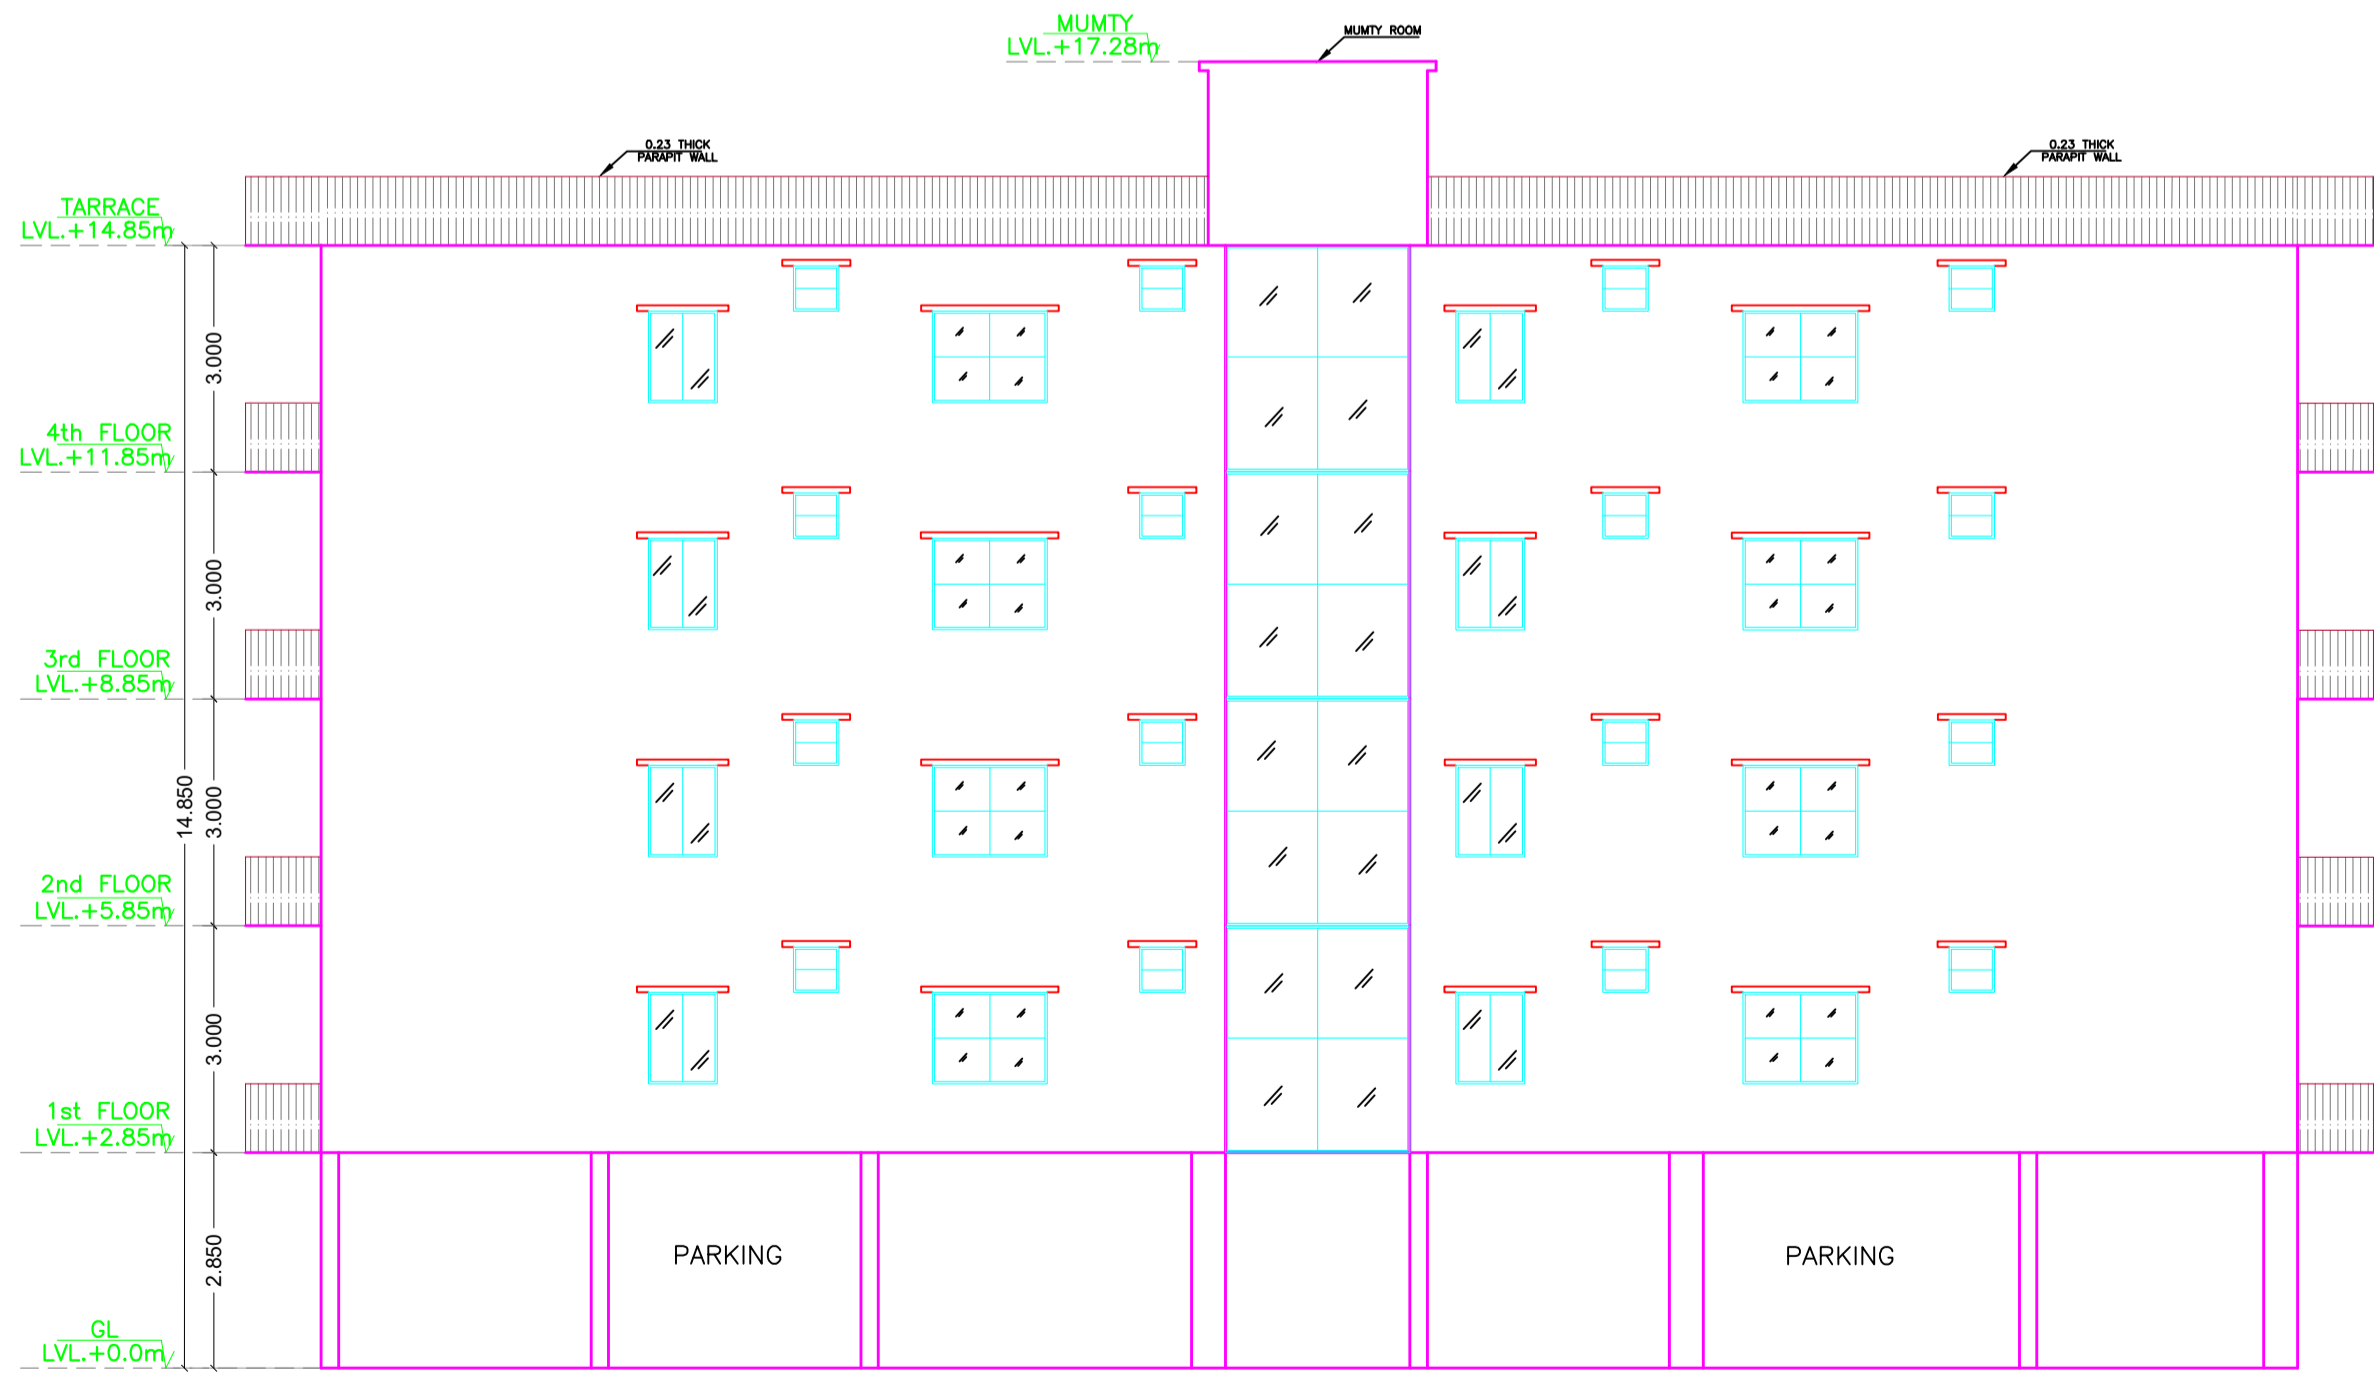 MUMTY
LVL.+17.28m
MUMTY ROOM
0.23 THICK
PARAPIT WALL
0.23 THICK
PARAPIT WALL
TARRACE
LVL.+14.85m
3.000
4th FLOOR
LVL.+11.85m
3.000
3rd FLOOR
LVL.+8.85m
14.850
3.000
2nd FLOOR
LVL.+5.85m
3.000
1st FLOOR
LVL.+2.85m
2.850
PARKING
PARKING
GL
LVL.+0.0m